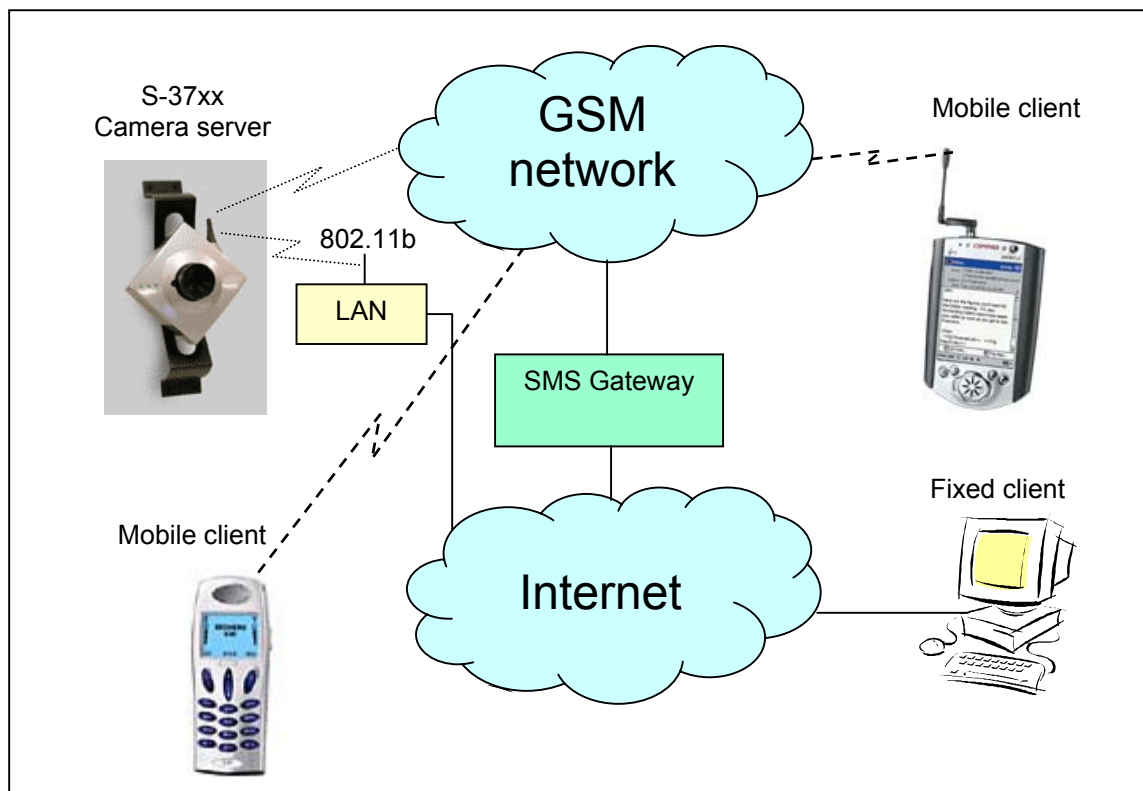 S-37xx
Camera server
GSM
network
Mobile client
802.11b
LAN
SMS Gateway
Fixed client
Mobile client
Internet